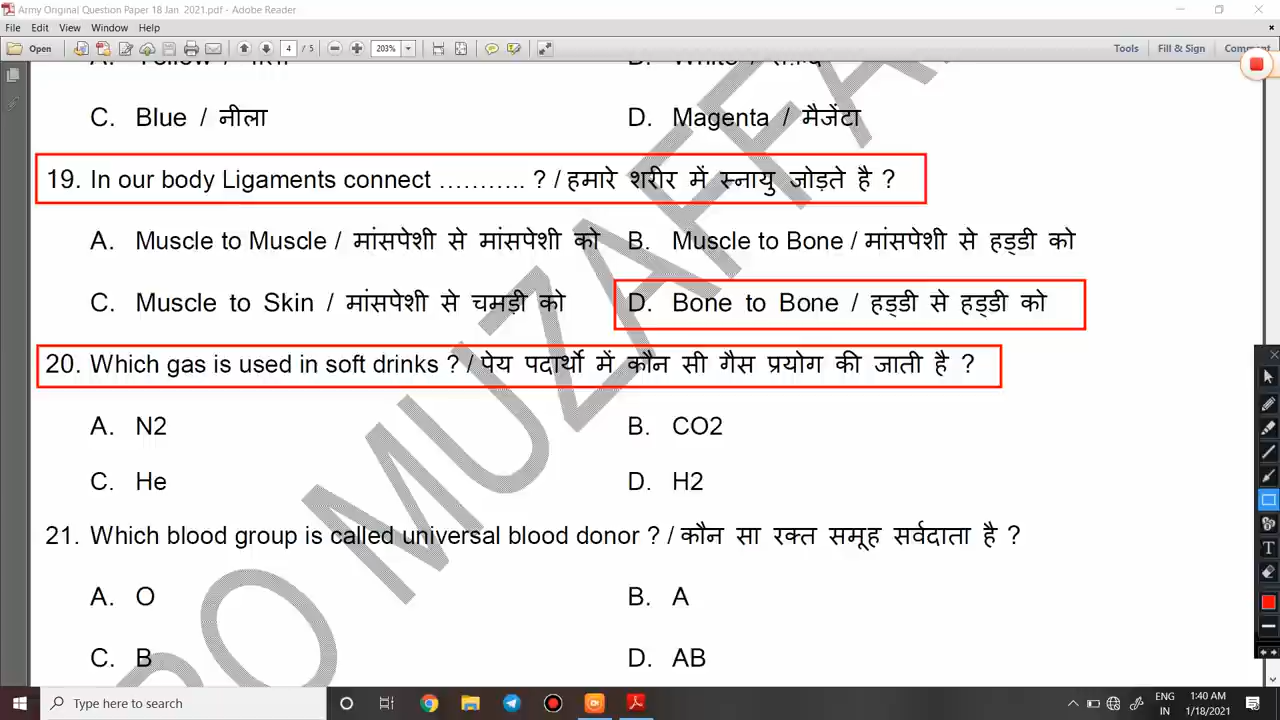 Army Original Question Paper 18 Jan 2021.pdf - Adobe Reader
File Edit View Window Help
Open 4 / 5 203% Tools Fill & Sign Comment
A. Yellow / B. White /
C. Blue / नीला D. Magenta / मैजेंटा
19. In our body Ligaments connect ……….. ? / हमारे शरीर में स्नायु जोड़ते है ?
A. Muscle to Muscle / मांसपेशी से मांसपेशी को B. Muscle to Bone / मांसपेशी से हड्डी को
C. Muscle to Skin / मांसपेशी से चमड़ी को D. Bone to Bone / हड्डी से हड्डी को
20. Which gas is used in soft drinks ? / पेय पदार्थो में कौन सी गैस प्रयोग की जाती है ?
A. N2 B. CO2
C. He D. H2
21. Which blood group is called universal blood donor ? / कौन सा रक्त समूह सर्वदाता है ?
A. O B. A
C. B D. AB
RO MUZAFFA
Type here to search ENG 1:40 AM
IN 1/18/2021